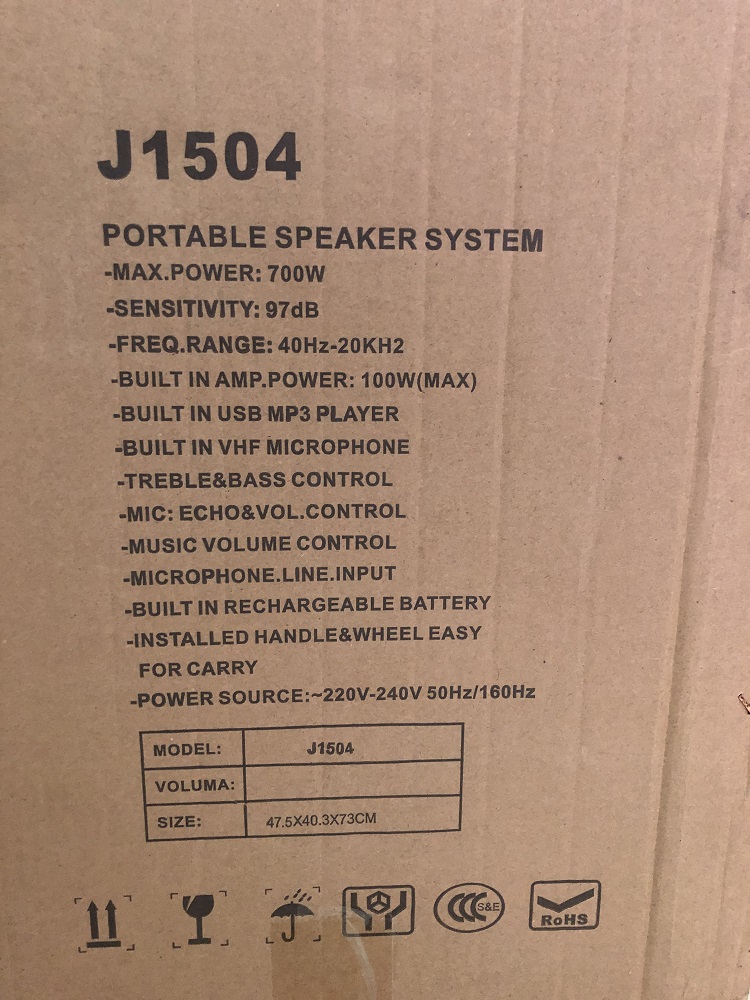 J1504
PORTABLE SPEAKER SYSTEM
-MAX.POWER: 700W
-SENSITIVITY: 97dB
-FREQ.RANGE: 40Hz-20KH2
-BUILT IN AMP.POWER: 100W(MAX)
-BUILT IN USB MP3 PLAYER
-BUILT IN VHF MICROPHONE
-TREBLE&BASS CONTROL
-MIC: ECHO&VOL.CONTROL
-MUSIC VOLUME CONTROL
-MICROPHONE.LINE.INPUT
-BUILT IN RECHARGEABLE BATTERY
-INSTALLED HANDLE&WHEEL EASY
FOR CARRY
-POWER SOURCE:~220V-240V 50Hz/160Hz
MODEL: J1504
VOLUMA:
SIZE: 47.5X40.3X73CM
CCC S&E RoHS